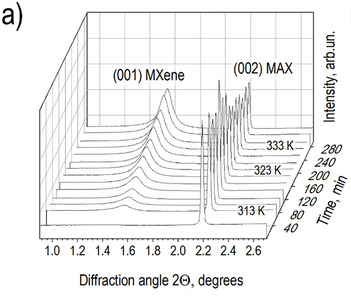 a)
(001) MXene
(002) MAX
Intensity, arb.un.
333 K
323 K
313 K
280
240
200
160
120
80
40
Time, min
1.0 1.2 1.4 1.6 1.8 2.0 2.2 2.4 2.6
Diffraction angle 2Θ, degrees